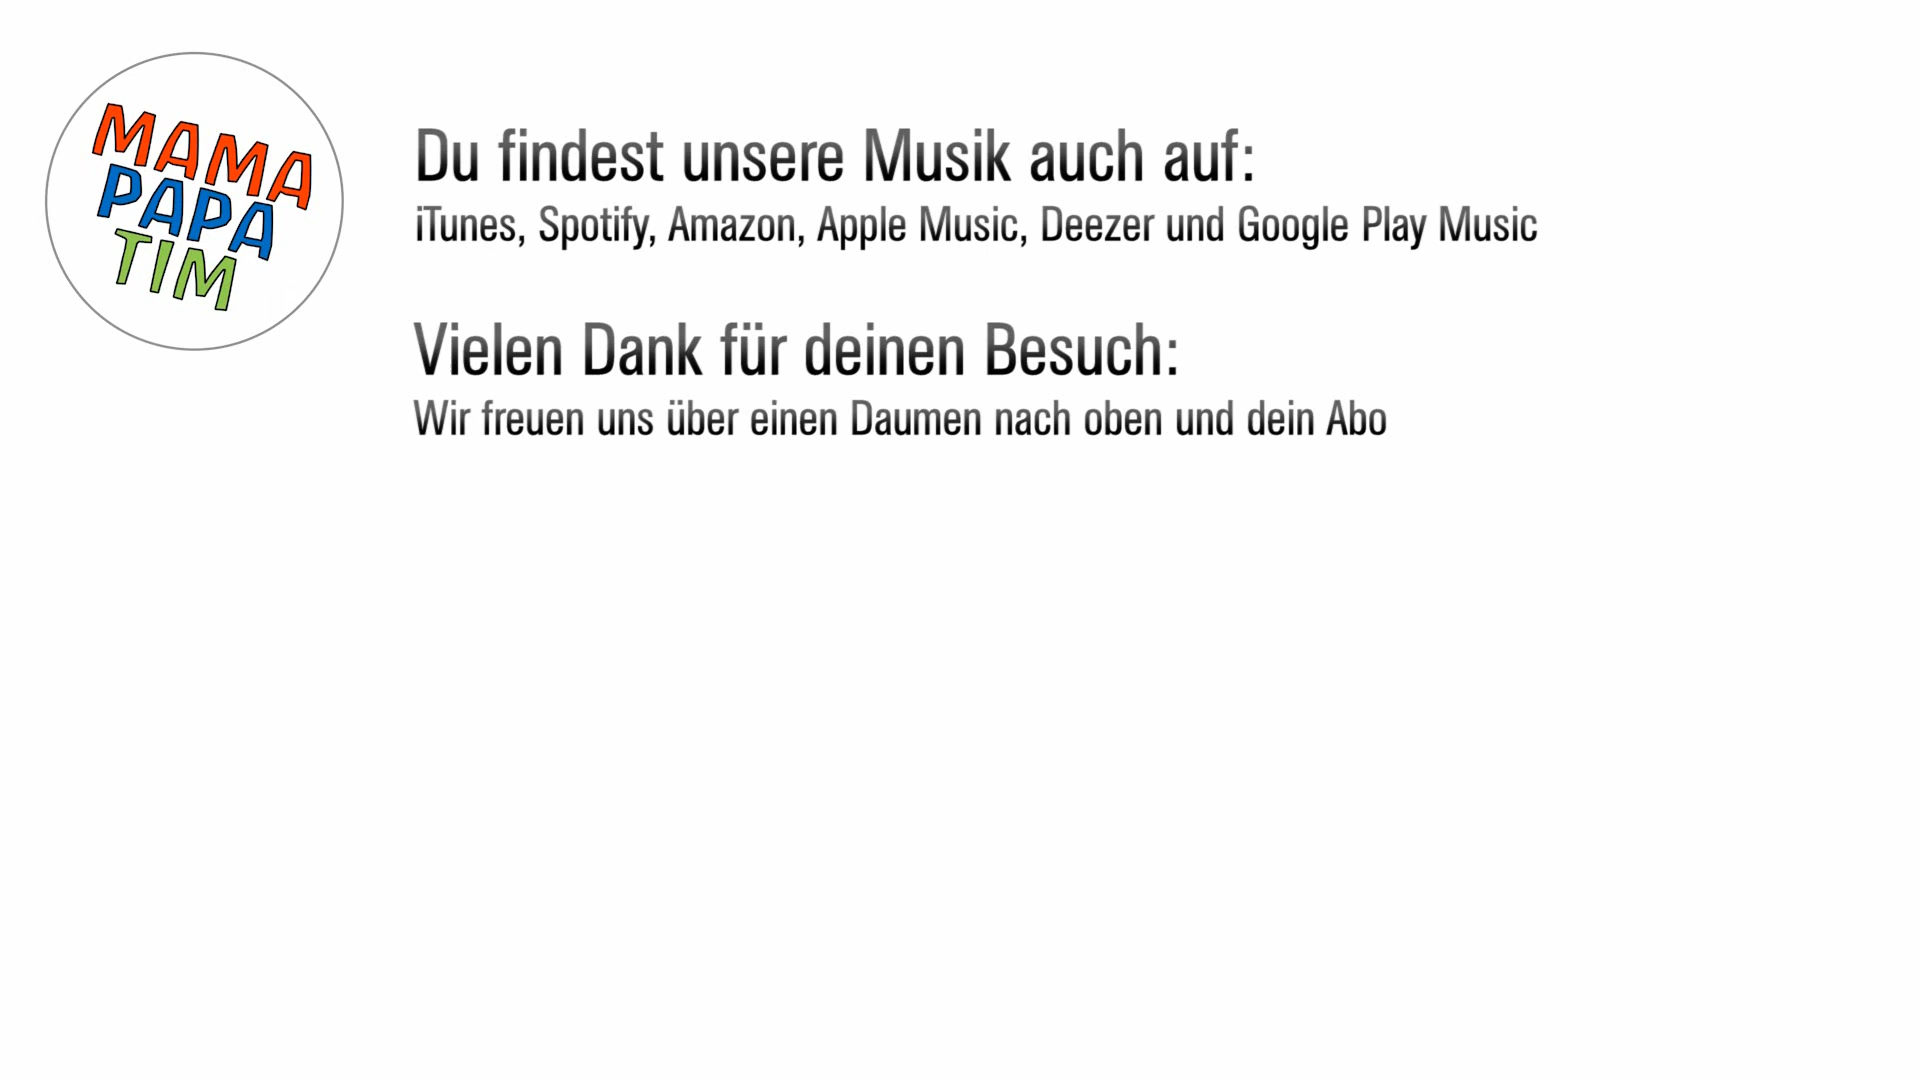 MAMA
PAPA
TIM
Du findest unsere Musik auch auf:
iTunes, Spotify, Amazon, Apple Music, Deezer und Google Play Music
Vielen Dank für deinen Besuch:
Wir freuen uns über einen Daumen nach oben und dein Abo